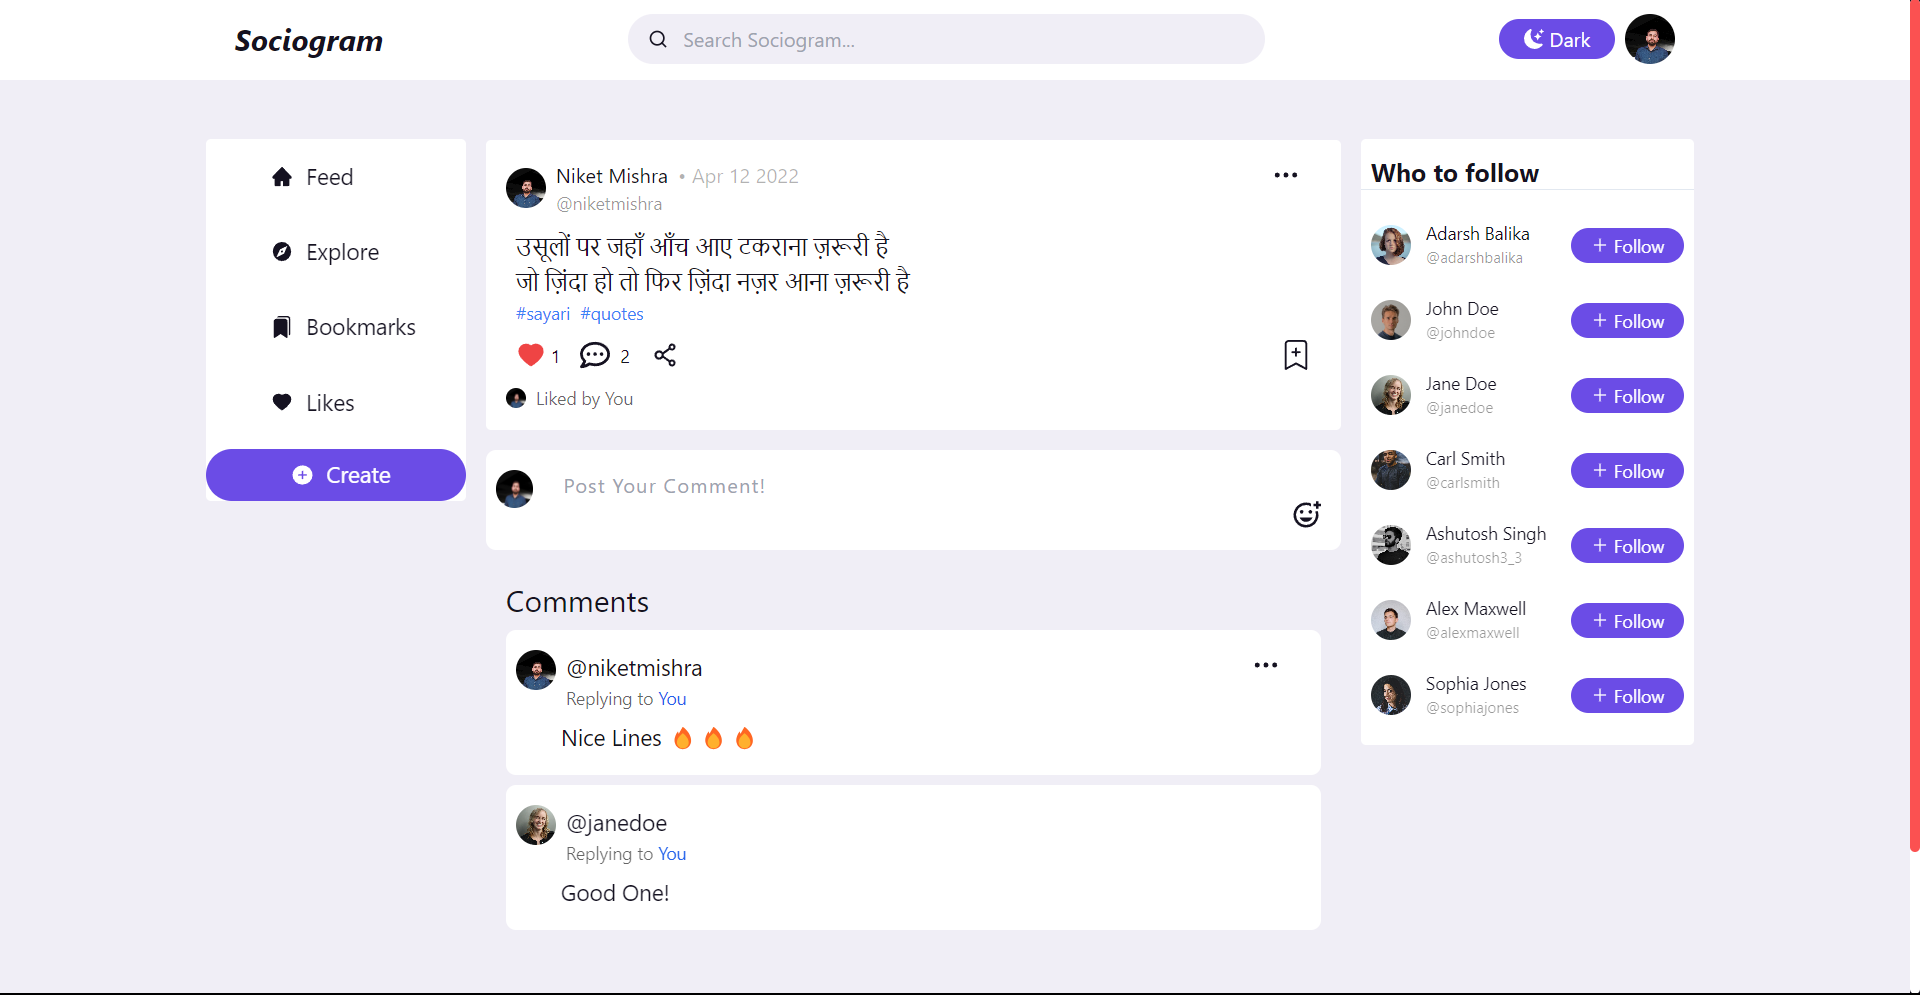 Sociogram
Search Sociogram...
Dark
Feed
Explore
Bookmarks
Likes
Create
Niket Mishra • Apr 12 2022
@niketmishra
उसूलों पर जहाँ आँच आए टकराना ज़रूरी है
जो ज़िंदा हो तो फिर ज़िंदा नज़र आना ज़रूरी है
#sayari #quotes
1 2
Liked by You
Post Your Comment!
Comments
@niketmishra
Replying to You
Nice Lines 🔥 🔥 🔥
@janedoe
Replying to You
Good One!
Who to follow
Adarsh Balika
@adarshbalika
+ Follow
John Doe
@johndoe
+ Follow
Jane Doe
@janedoe
+ Follow
Carl Smith
@carlsmith
+ Follow
Ashutosh Singh
@ashutosh3_3
+ Follow
Alex Maxwell
@alexmaxwell
+ Follow
Sophia Jones
@sophiajones
+ Follow